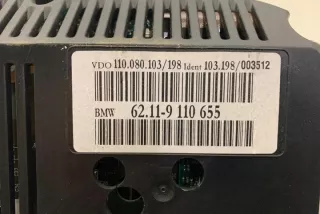 VDO 110.080.103/198 Ident 103.198/003512
BMW 62.11-9 110 655